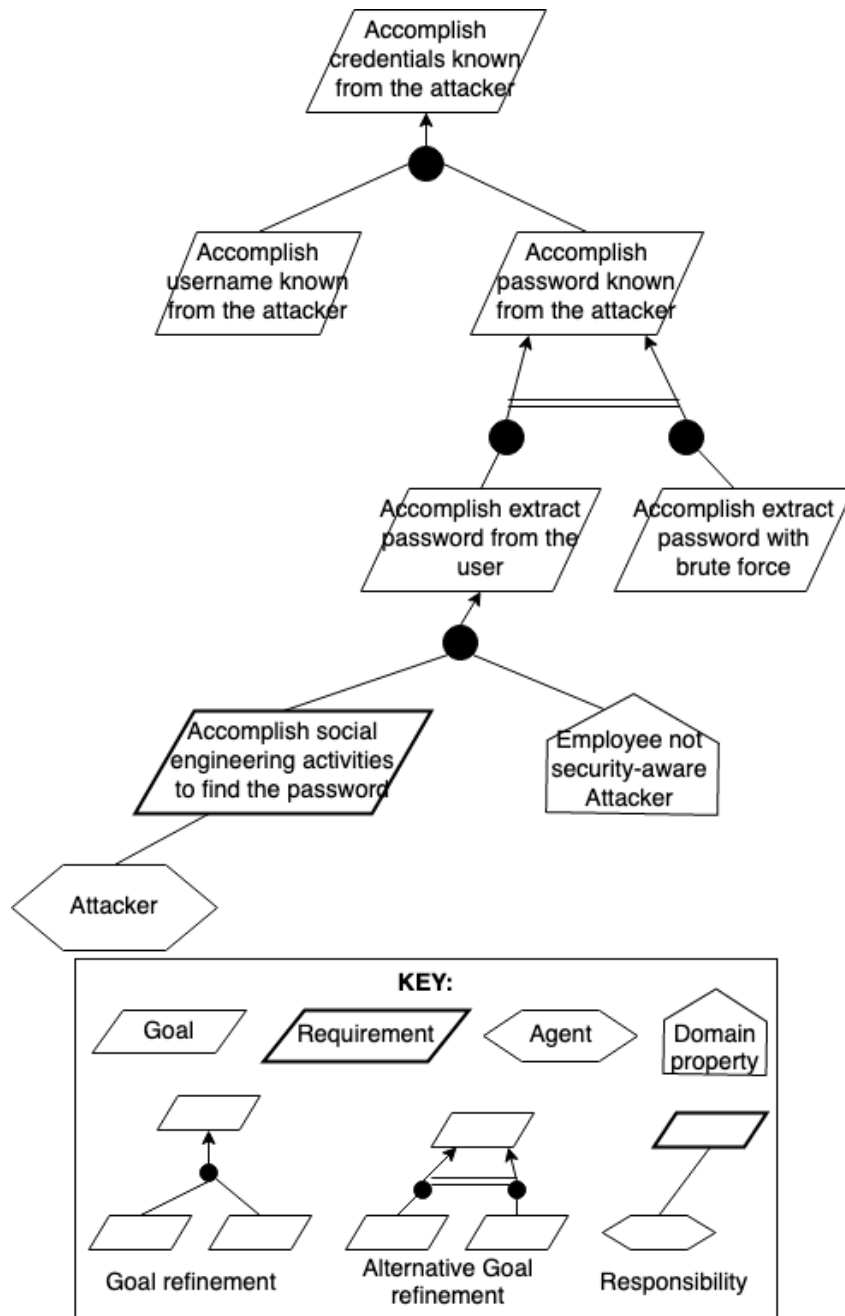 Accomplish
credentials known
from the attacker
Accomplish
username known
from the attacker
Accomplish
password known
from the attacker
Accomplish extract
password from the
user
Accomplish extract
password with
brute force
Accomplish social
engineering activities
to find the password
Employee not
security-aware
Attacker
Attacker
KEY:
Goal
Requirement
Agent
Domain
property
Goal refinement
Alternative Goal
refinement
Responsibility